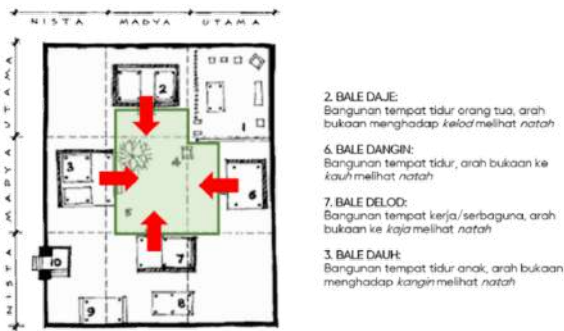 NISTA MADYA UTAMA
UTAMA
MADYA
NISTA
1
2
3
4
5
6
7
8
9
10
2. BALE DAJE:
Bangunan tempat tidur orang tua, arah
bukaan menghadap kelod melihat natah
6. BALE DANGIN:
Bangunan tempat tidur, arah bukaan ke
kauh melihat natah
7. BALE DELOD:
Bangunan tempat kerja/serbaguna, arah
bukaan ke kaja melihat natah
3. BALE DAUH:
Bangunan tempat tidur anak, arah bukaan
menghadap kangin melihat natah